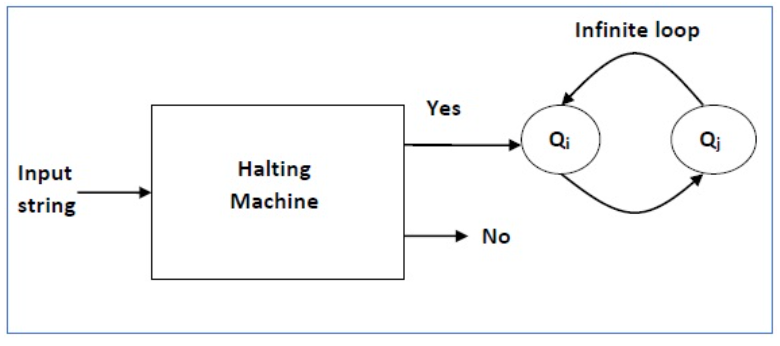 Infinite loop
Yes
Qi
Qj
Input
string
Halting
Machine
No